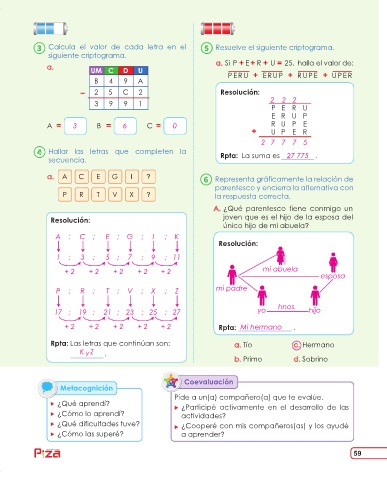 3 Calcula el valor de cada letra en el
siguiente criptograma.
a.
UM C D U
B 4 9 A
- 2 5 C 2
3 9 9 1
A = 3 B = 6 C = 0
4 Hallar las letras que completen la
secuencia.
a. A C E G I ?
P R T V X ?
Resolución:
A ; C ; E ; G ; I ; K
1 ; 3 ; 5 ; 7 ; 9 ; 11
+ 2 + 2 + 2 + 2 + 2
P ; R ; T ; V ; X ; Z
17 ; 19 ; 21 ; 23 ; 25 ; 27
+ 2 + 2 + 2 + 2 + 2
Rpta: Las letras que continúan son:
K y Z .
5 Resuelve el siguiente criptograma.
a. Si P + E + R + U = 25, halla el valor de:
PERU + ERUP + RUPE + UPER
Resolución:
2 2 2
P E R U
E R U P
R U P E
+ U P E R
2 7 7 7 5
Rpta: La suma es 27 775 .
6 Representa gráficamente la relación de
parentesco y encierra la alternativa con
la respuesta correcta.
A. ¿Qué parentesco tiene conmigo un
joven que es el hijo de la esposa del
único hijo de mi abuela?
Resolución:
mi abuela
esposa
mi padre
hnos.
yo hijo
Rpta: Mi hermano .
a. Tío c. Hermano
b. Primo d. Sobrino
Metacognición
¿Qué aprendí?
¿Cómo lo aprendí?
¿Qué dificultades tuve?
¿Cómo las superé?
Coevaluación
Pide a un(a) compañero(a) que te evalúe.
¿Participé activamente en el desarrollo de las
actividades?
¿Cooperé con mis compañeros(as) y los ayudé
a aprender?
Pizza
59